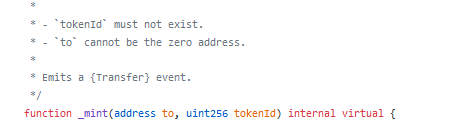 *
* - `tokenId` must not exist.
* - `to` cannot be the zero address.
*
* Emits a {Transfer} event.
*/
function _mint(address to, uint256 tokenId) internal virtual {